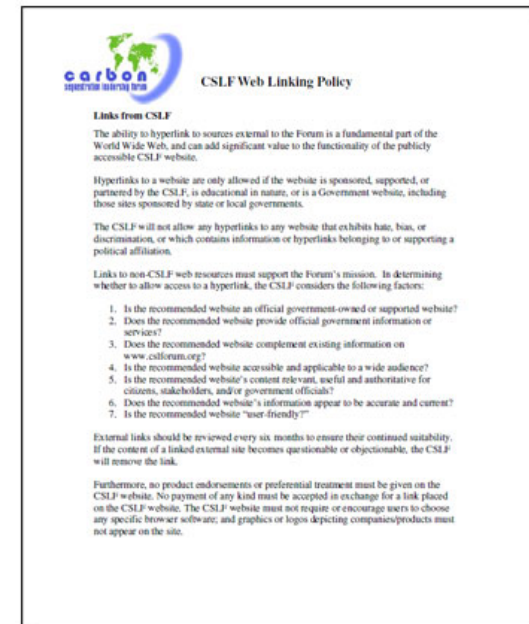 carbon
sequestration leadership forum
CSLF Web Linking Policy
Links from CSLF
The ability to hyperlink to sources external to the Forum is a fundamental part of the
World Wide Web, and can add significant value to the functionality of the publicly
accessible CSLF website.
Hyperlinks to a website are only allowed if the website is sponsored, supported, or
partnered by the CSLF, is educational in nature, or is a Government website, including
those sites sponsored by state or local governments.
The CSLF will not allow any hyperlinks to any website that exhibits hate, bias, or
discrimination, or which contains information or hyperlinks belonging to or supporting a
political affiliation.
Links to non-CSLF web resources must support the Forum's mission. In determining
whether to allow access to a hyperlink, the CSLF considers the following factors:
1. Is the recommended website an official government-owned or supported website?
2. Does the recommended website provide official government information or
services?
3. Does the recommended website complement existing information on
www.cslforum.org?
4. Is the recommended website accessible and applicable to a wide audience?
5. Is the recommended website's content relevant, useful and authoritative for
citizens, stakeholders, and/or government officials?
6. Does the recommended website's information appear to be accurate and current?
7. Is the recommended website "user-friendly?"
External links should be reviewed every six months to ensure their continued suitability.
If the content of a linked external site becomes questionable or objectionable, the CSLF
will remove the link.
Furthermore, no product endorsements or preferential treatment must be given on the
CSLF website. No payment of any kind must be accepted in exchange for a link placed
on the CSLF website. The CSLF website must not require or encourage users to choose
any specific browser software; and graphics or logos depicting companies/products must
not appear on the site.